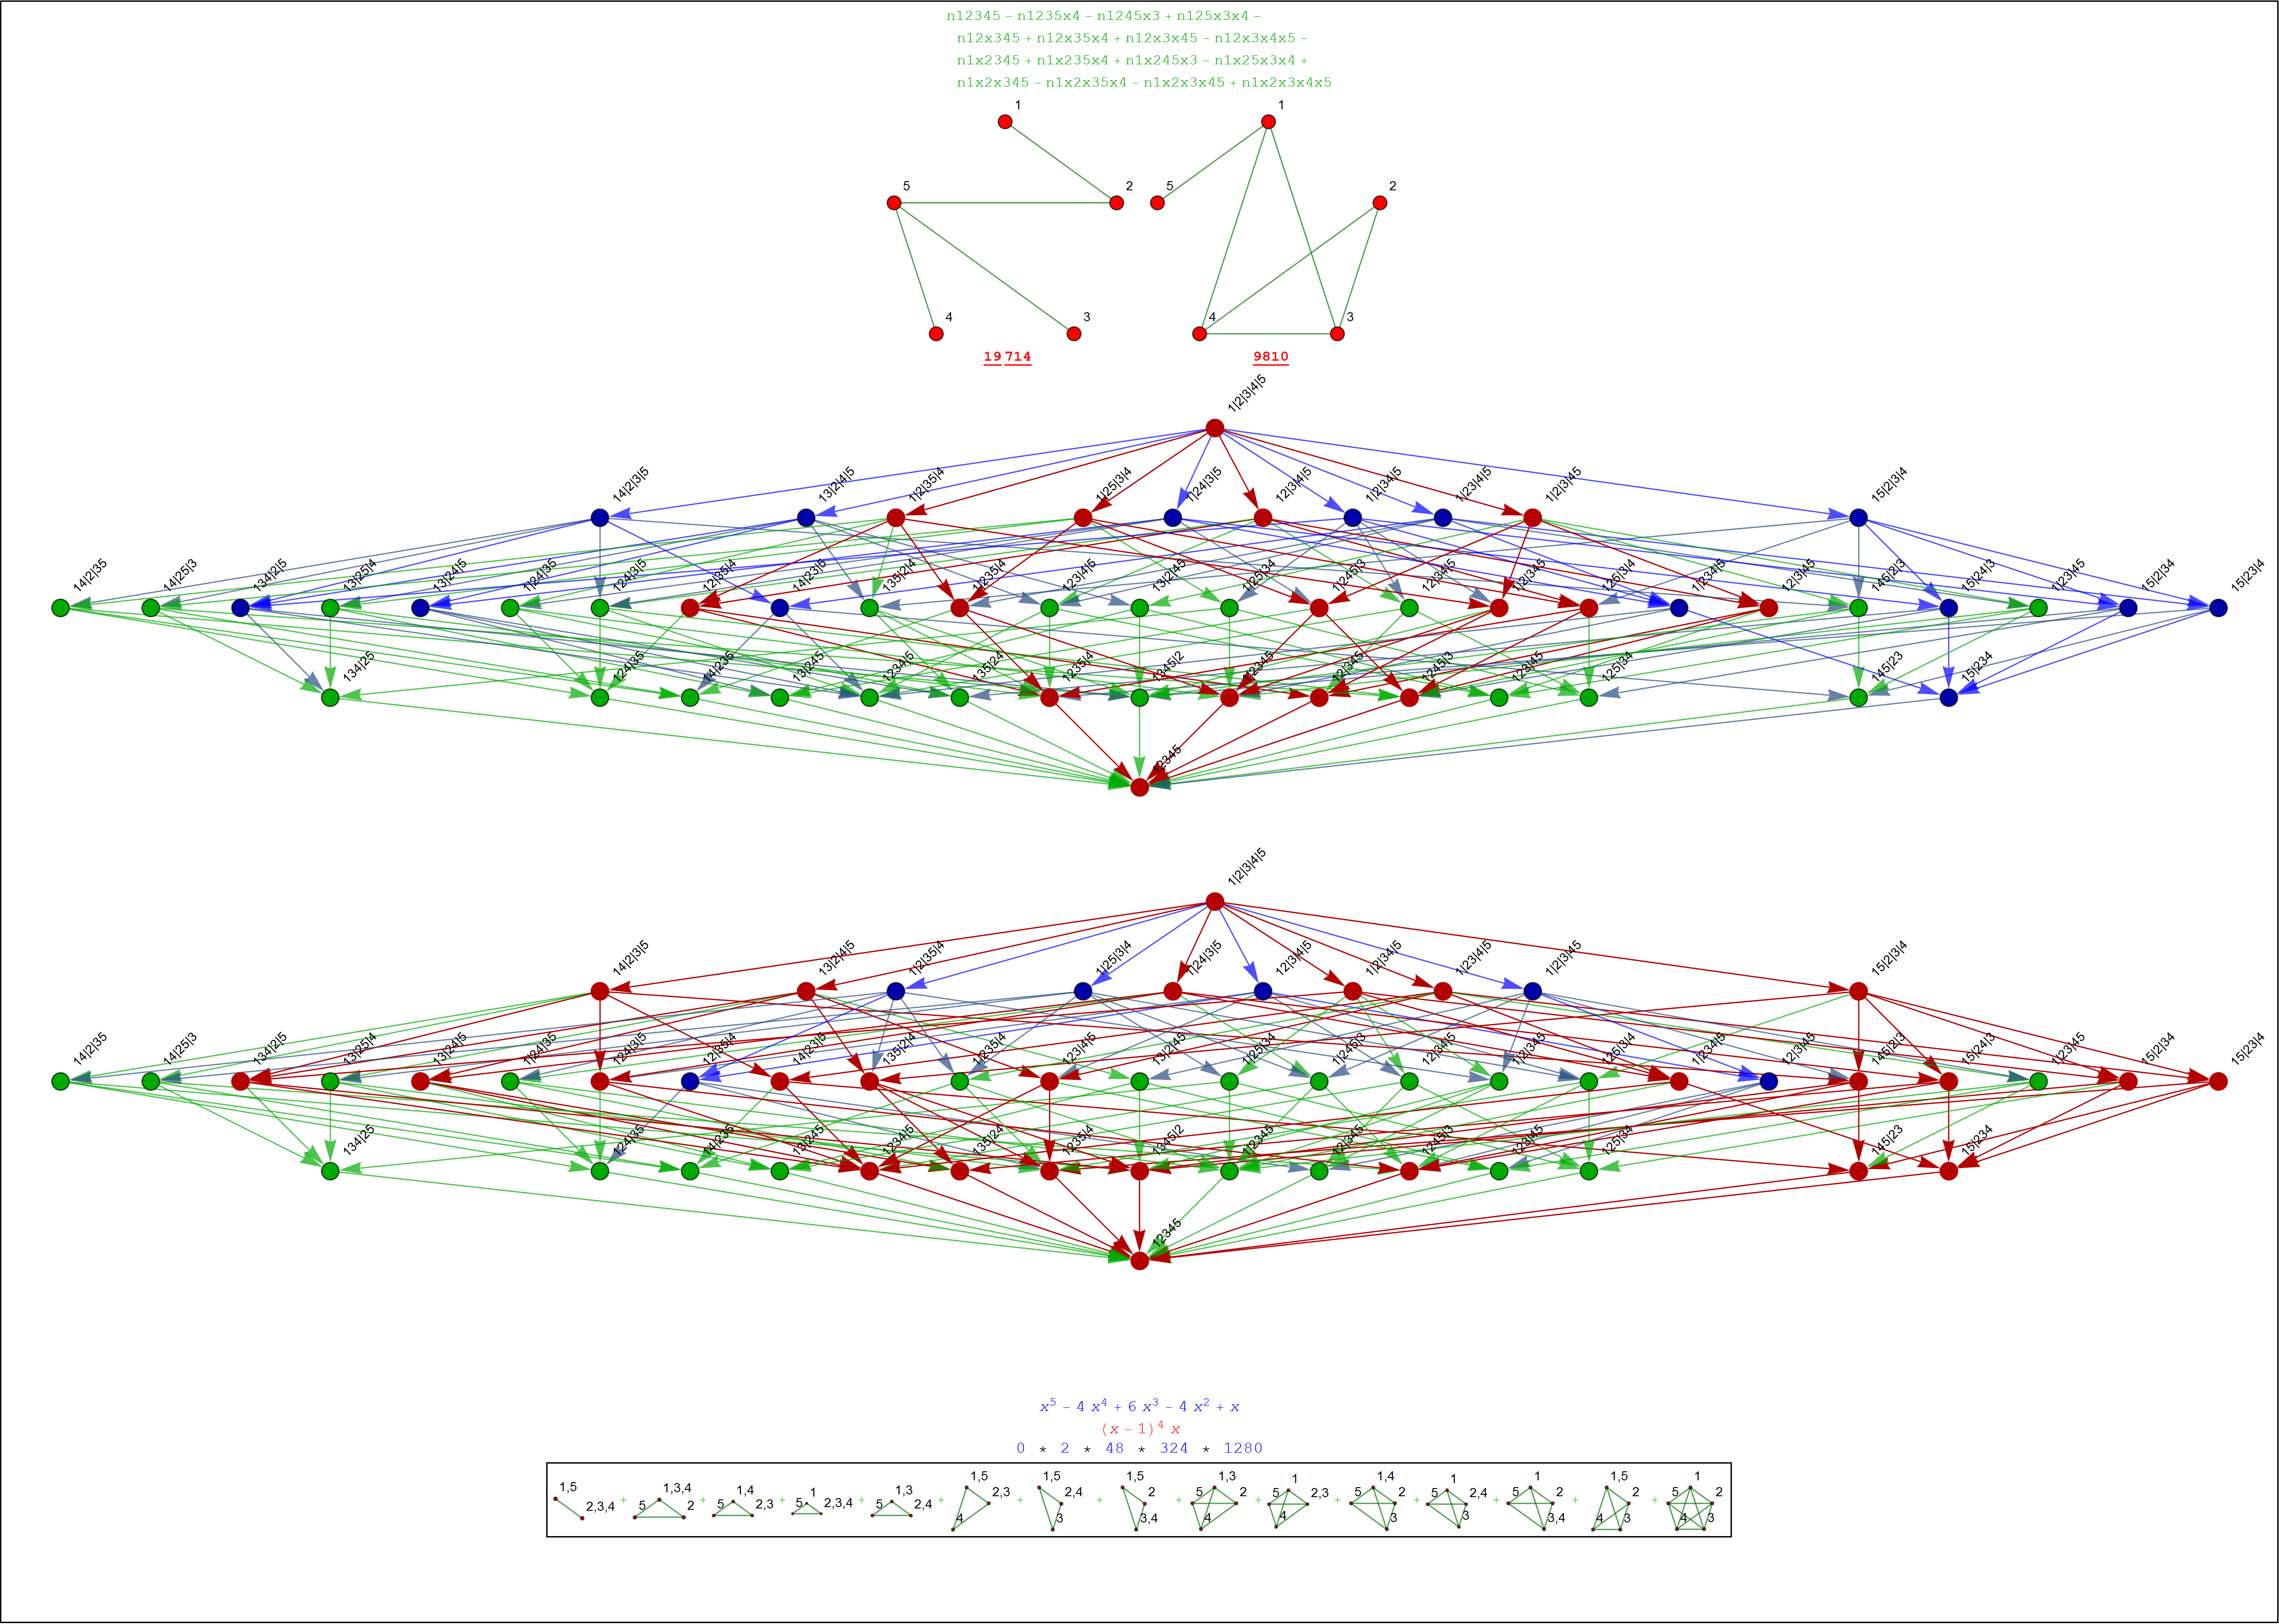 n12345 − n1235x4 − n1245x3 + n125x3x4 −
n12x345 + n12x35x4 + n12x3x45 − n12x3x4x5 −
n1x2345 + n1x235x4 + n1x245x3 − n1x25x3x4 +
n1x2x345 − n1x2x35x4 − n1x2x3x45 + n1x2x3x4x5
1 1
5 2 5 2
4 3 4 3
19 714 9810
1|2|3|4|5
14|2|3|5 13|2|4|5 1|2|35|4 1|25|3|4 1|24|3|5 12|3|4|5 1|2|34|5 1|23|4|5 1|2|3|45 15|2|3|4
14|2|35 14|25|3 134|2|5 13|25|4 13|24|5 1|24|35 124|3|5 12|35|4 14|23|5 135|2|4 1|235|4 123|4|5 13|2|45 1|25|34 1|245|3 12|34|5 1|2|345 125|3|4 1|234|5 12|3|45 145|2|3 15|24|3 1|23|45 15|2|34 15|23|4
134|25 124|35 14|235 13|245 1234|5 135|24 1235|4 1345|2 1|2345 12|345 1245|3 123|45 125|34 145|23 15|234
12345
1|2|3|4|5
14|2|3|5 13|2|4|5 1|2|35|4 1|25|3|4 1|24|3|5 12|3|4|5 1|2|34|5 1|23|4|5 1|2|3|45 15|2|3|4
14|2|35 14|25|3 134|2|5 13|25|4 13|24|5 1|24|35 124|3|5 12|35|4 14|23|5 135|2|4 1|235|4 123|4|5 13|2|45 1|25|34 1|245|3 12|34|5 1|2|345 125|3|4 1|234|5 12|3|45 145|2|3 15|24|3 1|23|45 15|2|34 15|23|4
134|25 124|35 14|235 13|245 1234|5 135|24 1235|4 1345|2 1|2345 12|345 1245|3 123|45 125|34 145|23 15|234
12345
x⁵ − 4 x⁴ + 6 x³ − 4 x² + x
(x − 1)⁴ x
0 * 2 * 48 * 324 * 1280
1,5 2,3,4 + 1,3,4 5 2 + 1,4 5 2,3 + 1 5 2,3,4 + 1,3 5 2,4 + 1,5 2,3 4 + 1,5 2,4 3 + 1,5 2 3,4 + 1,3 5 2 4 + 1 5 2,3 4 + 1,4 5 2 3 + 1 5 2,4 3 + 1 5 2 3,4 + 1,5 2 4 3 + 1 5 2 4 3